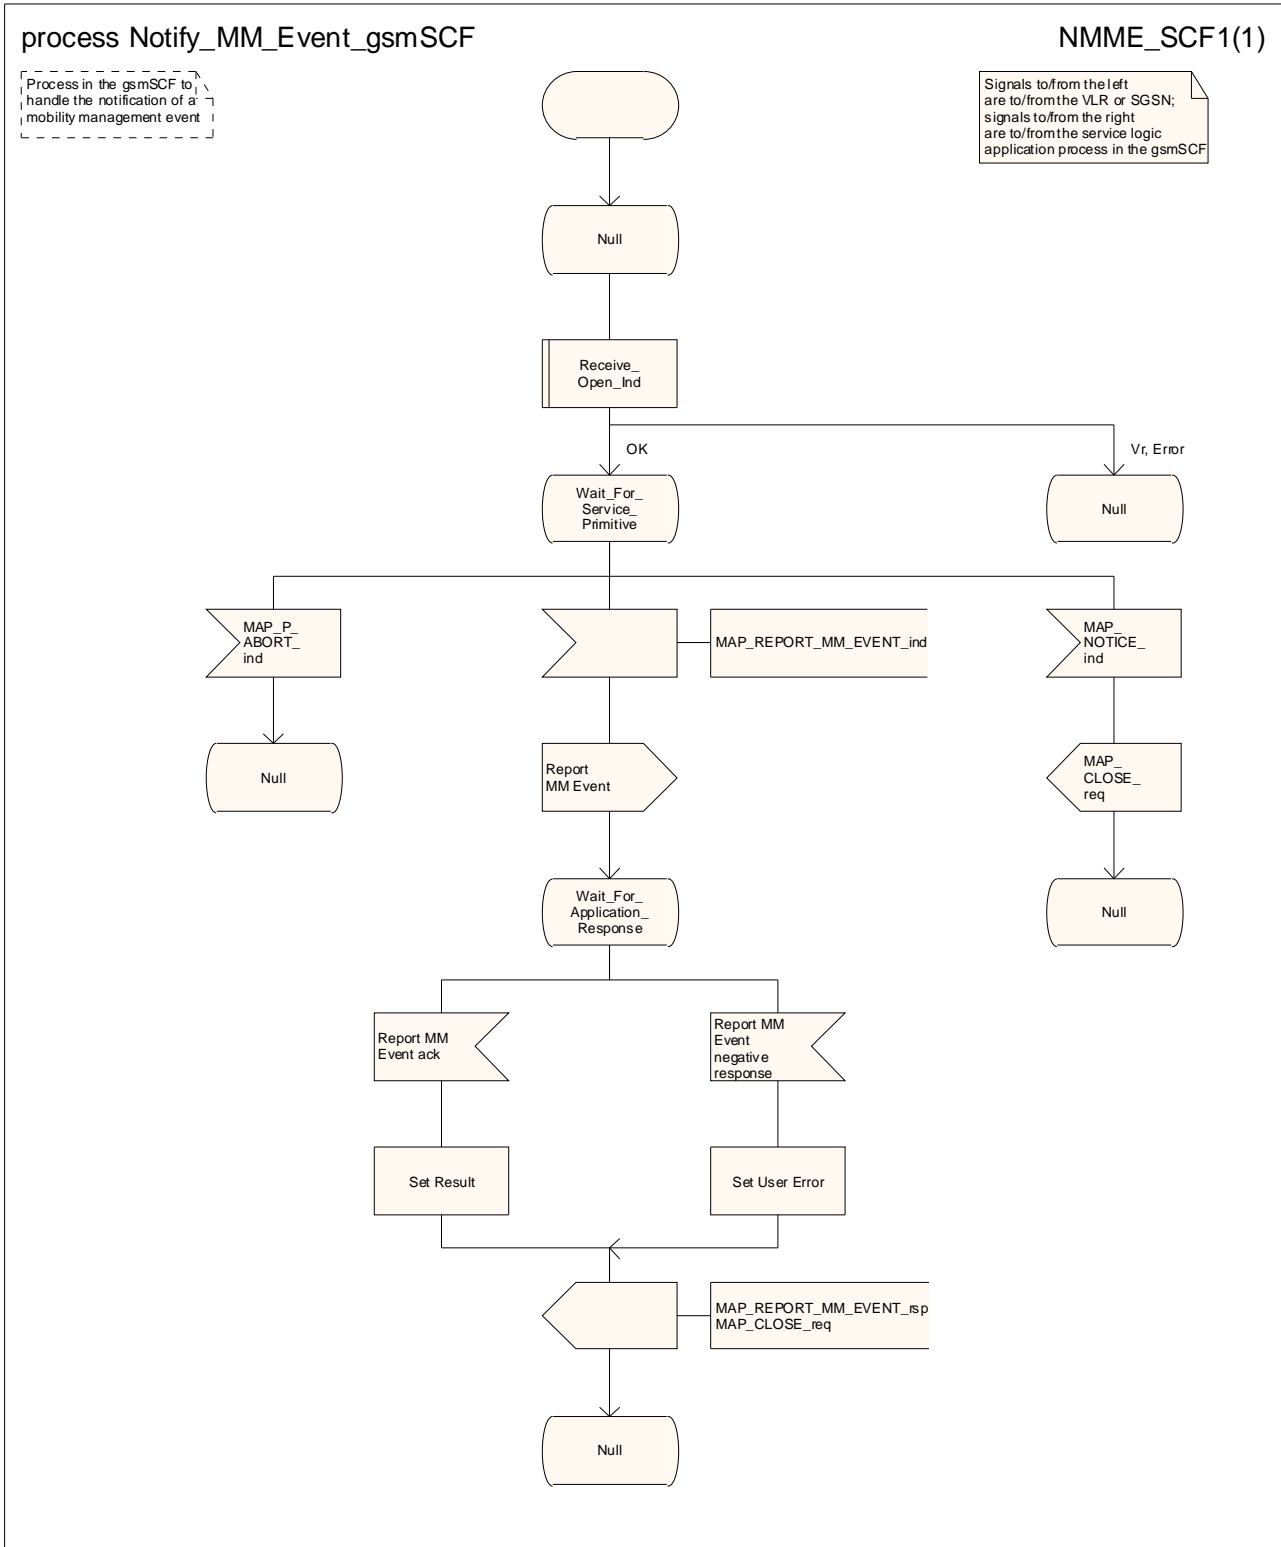 process Notify_MM_Event_gsmSCF
NMME_SCF1(1)
Process in the gsmSCF to
handle the notification of a
mobility management event
Signals to/from the left
are to/from the VLR or SGSN;
signals to/from the right
are to/from the service logic
application process in the gsmSCF
Null
Receive_
Open_Ind
OK
Vr, Error
Wait_For_
Service_
Primitive
Null
MAP_P_
ABORT_
ind
MAP_REPORT_MM_EVENT_ind
MAP_
NOTICE_
ind
Null
Report
MM Event
MAP_
CLOSE_
req
Wait_For_
Application_
Response
Null
Report MM
Event ack
Report MM
Event
negative
response
Set Result
Set User Error
MAP_REPORT_MM_EVENT_rsp
MAP_CLOSE_req
Null